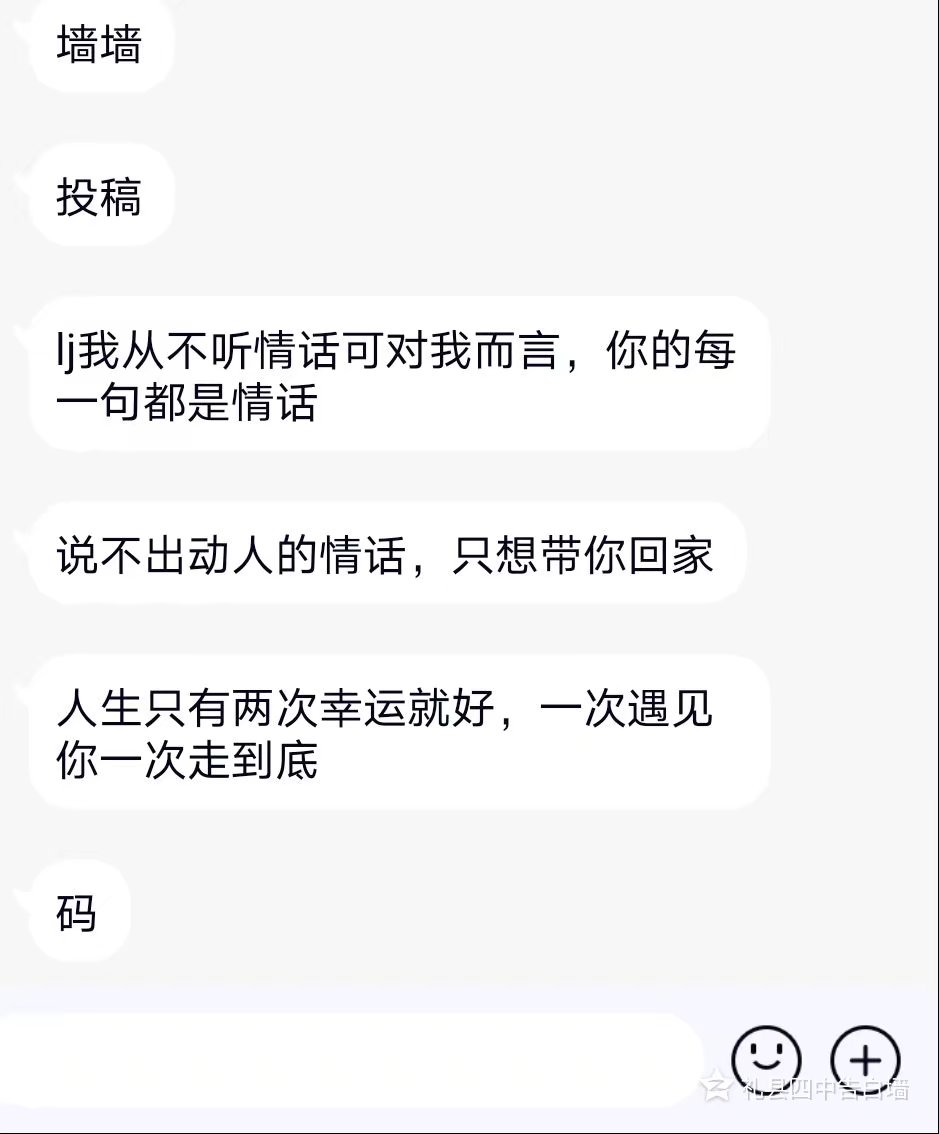 墙墙
投稿
lj我从不听情话可对我而言，你的每
一句都是情话
说不出动人的情话，只想带你回家
人生只有两次幸运就好，一次遇见
你一次走到底
码
礼县四中告白墙